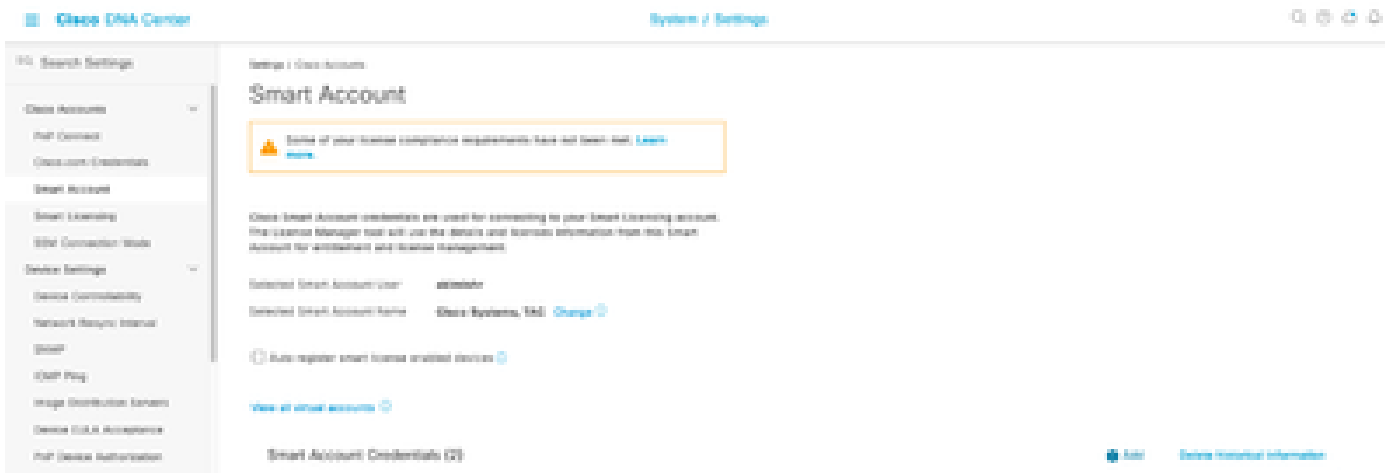 Cisco DNA Center
System / Settings
Search Settings
Cisco Accounts
PnP Connect
Cisco.com Credentials
Smart Account
Smart Licensing
SSM Connection Mode
Device Settings
Device Controllability
Network Resync Interval
SNMP
ICMP Ping
Image Distribution Servers
Device EULA Acceptance
PnP Device Authorization
Settings / Cisco Accounts
Smart Account
Some of your license compliance requirements have not been met. Learn
more.
Cisco Smart Account credentials are used for connecting to your Smart Licensing account.
The License Manager tool will use the details and licenses information from this Smart
Account for entitlement and license management.
Selected Smart Account User
Selected Smart Account Name Cisco Systems, TAC Change
Auto register smart license enabled devices
View all virtual accounts
Smart Account Credentials (2)
Add
Delete Historical Information